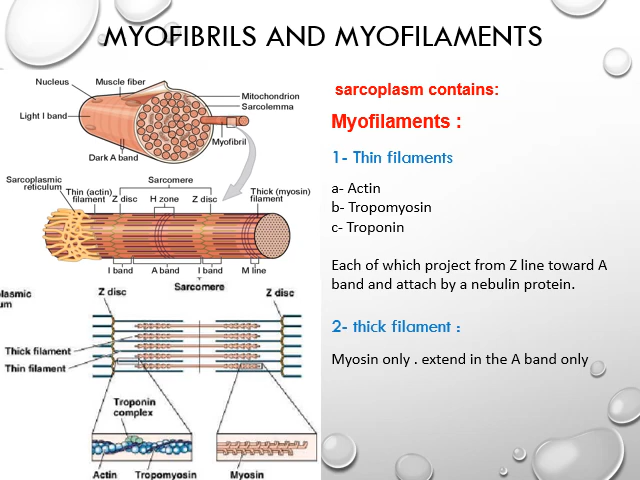 MYOFIBRILS AND MYOFILAMENTS
Nucleus
Muscle fiber
Mitochondrion
Sarcolemma
Light I band
Myofibril
Dark A band
Sarcoplasmic
reticulum
Thin (actin)
filament
Sarcomere
Z disc
H zone
Z disc
Thick (myosin)
filament
I band
A band
I band
M line
Sarcomere
plasmic
um
Z disc
Z disc
Thick filament
Thin filament
Troponin
complex
Actin
Tropomyosin
Myosin
sarcoplasm contains:
Myofilaments :
1- Thin filaments
a- Actin
b- Tropomyosin
c- Troponin
Each of which project from Z line toward A
band and attach by a nebulin protein.
2- thick filament :
Myosin only . extend in the A band only